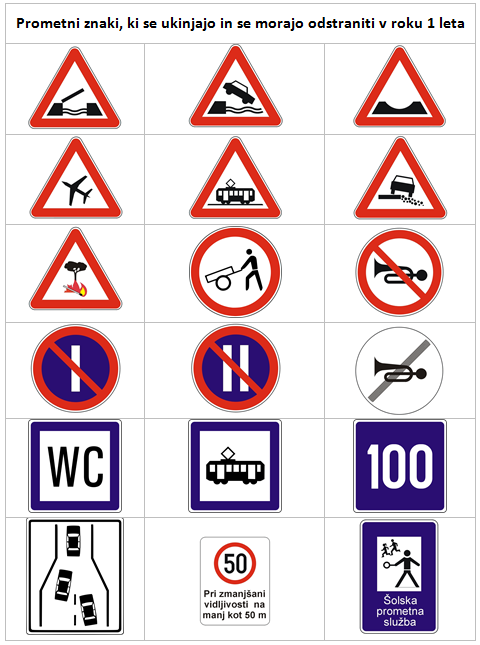 Prometni znaki, ki se ukinjajo in se morajo odstraniti v roku 1 leta
WC
100
50
Pri zmanjšani
vidljivosti na
manj kot 50 m
Šolska
prometna
služba